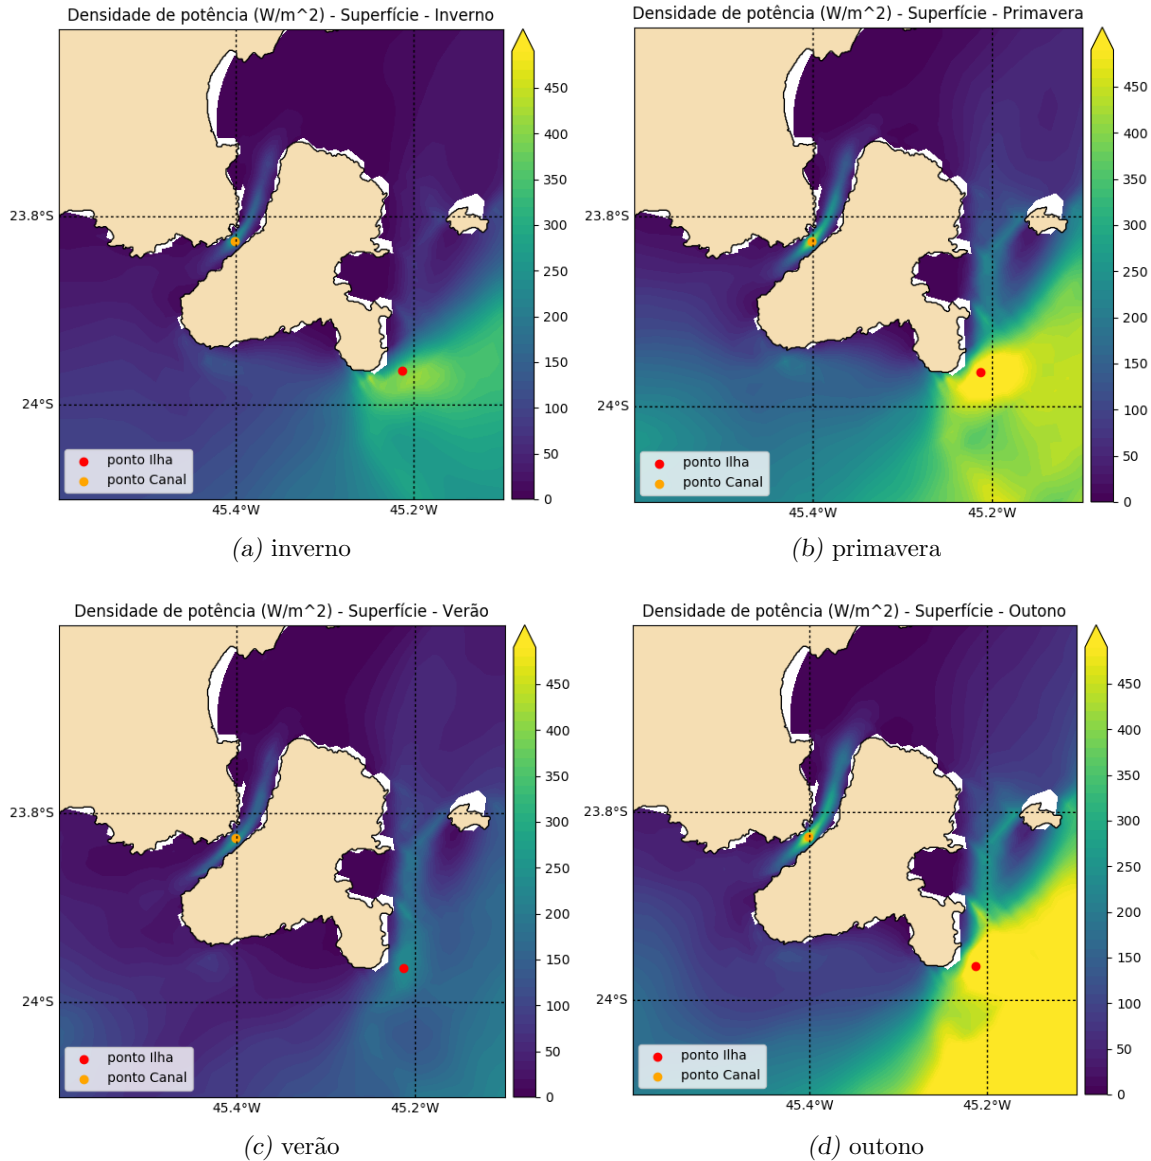 Densidade de potência (W/m^2) - Superfície - Inverno
450
400
350
300
250
200
150
100
50
0
23.8°S
24°S
45.4°W
45.2°W
ponto Ilha
ponto Canal
(a) inverno
Densidade de potência (W/m^2) - Superfície - Primavera
450
400
350
300
250
200
150
100
50
0
23.8°S
24°S
45.4°W
45.2°W
ponto Ilha
ponto Canal
(b) primavera
Densidade de potência (W/m^2) - Superfície - Verão
450
400
350
300
250
200
150
100
50
0
23.8°S
24°S
45.4°W
45.2°W
ponto Ilha
ponto Canal
(c) verão
Densidade de potência (W/m^2) - Superfície - Outono
450
400
350
300
250
200
150
100
50
0
23.8°S
24°S
45.4°W
45.2°W
ponto Ilha
ponto Canal
(d) outono